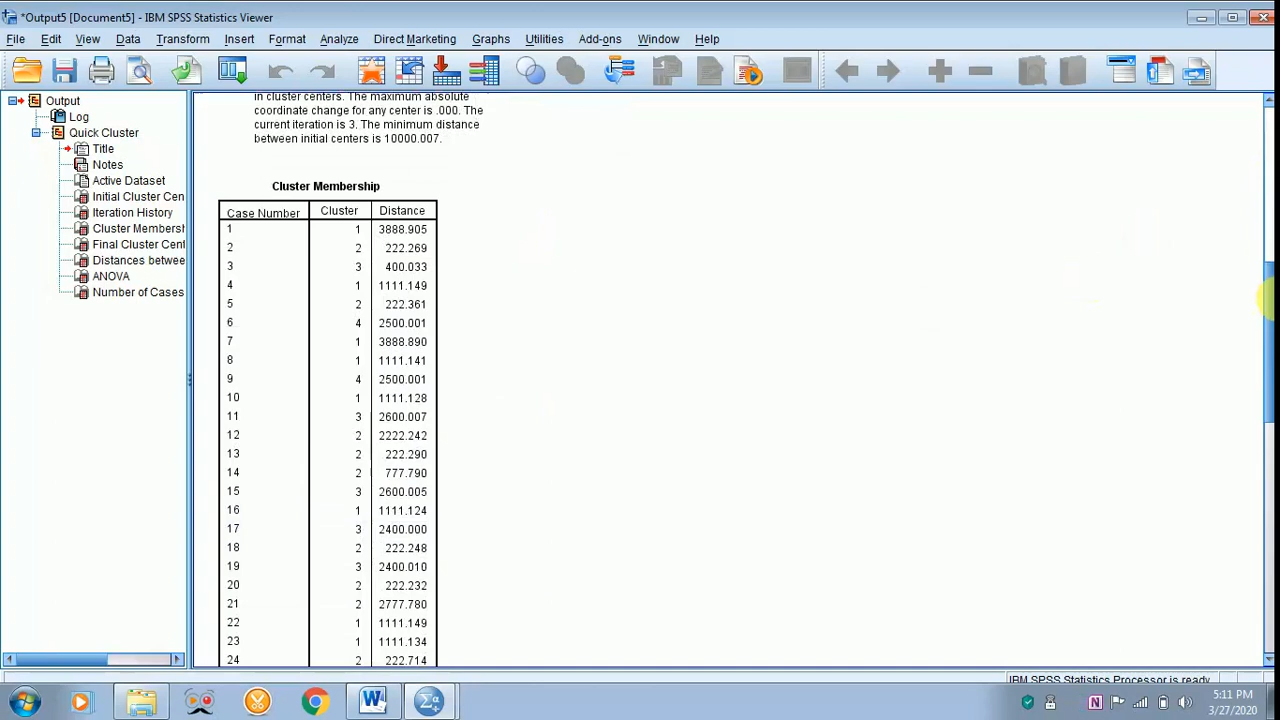 *Output5 [Document5] - IBM SPSS Statistics Viewer
File Edit View Data Transform Insert Format Analyze Direct Marketing Graphs Utilities Add-ons Window Help
Output
Log
Quick Cluster
Title
Notes
Active Dataset
Initial Cluster Cen
Iteration History
Cluster Membersh
Final Cluster Cent
Distances betwee
ANOVA
Number of Cases
in cluster centers. The maximum absolute
coordinate change for any center is .000. The
current iteration is 3. The minimum distance
between initial centers is 10000.007.
Cluster Membership
Case Number Cluster Distance
1 1 3888.905
2 2 222.269
3 3 400.033
4 1 1111.149
5 2 222.361
6 4 2500.001
7 1 3888.890
8 1 1111.141
9 4 2500.001
10 1 1111.128
11 3 2600.007
12 2 2222.242
13 2 222.290
14 2 777.790
15 3 2600.005
16 1 1111.124
17 3 2400.000
18 2 222.248
19 3 2400.010
20 2 222.232
21 2 2777.780
22 1 1111.149
23 1 1111.134
24 2 222.714
IBM SPSS Statistics Processor is ready
5:11 PM
3/27/2020